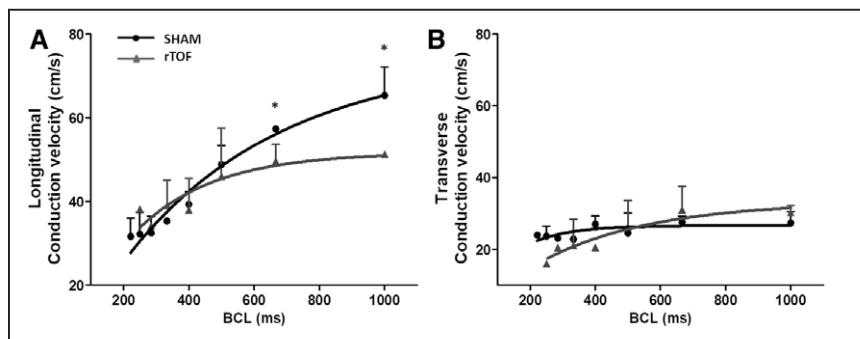 A
SHAM
rTOF
Longitudinal
Conduction velocity (cm/s)
80
60
40
20
*
*
200
400
600
800
1000
BCL (ms)
B
Transverse
Conduction velocity (cm/s)
80
60
40
20
200
400
600
800
1000
BCL (ms)